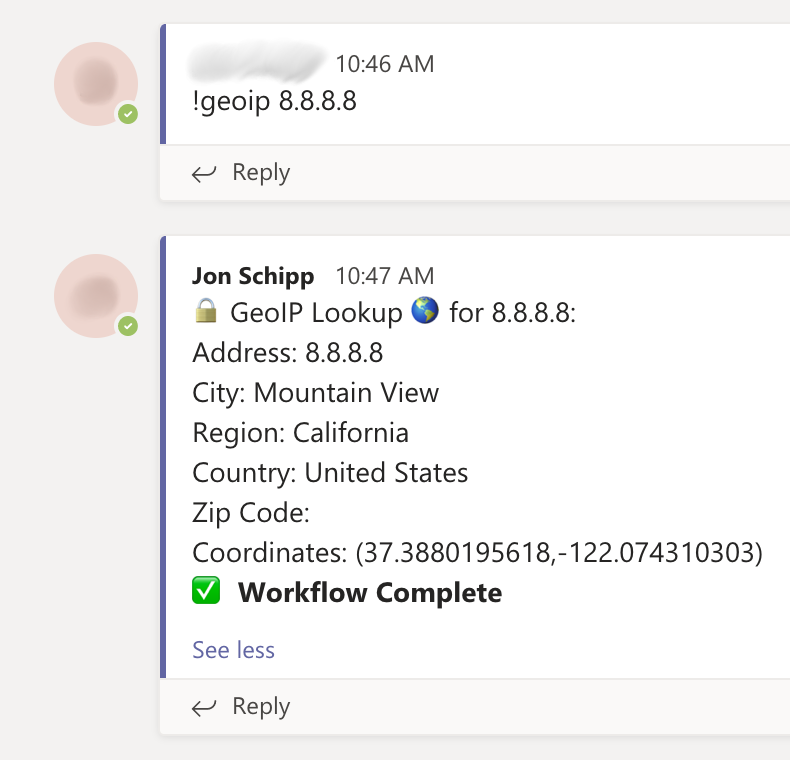 10:46 AM
!geoip 8.8.8.8
Reply
Jon Schipp 10:47 AM
🔒 GeoIP Lookup 🌎 for 8.8.8.8:
Address: 8.8.8.8
City: Mountain View
Region: California
Country: United States
Zip Code:
Coordinates: (37.3880195618,-122.074310303)
✅ Workflow Complete
See less
Reply